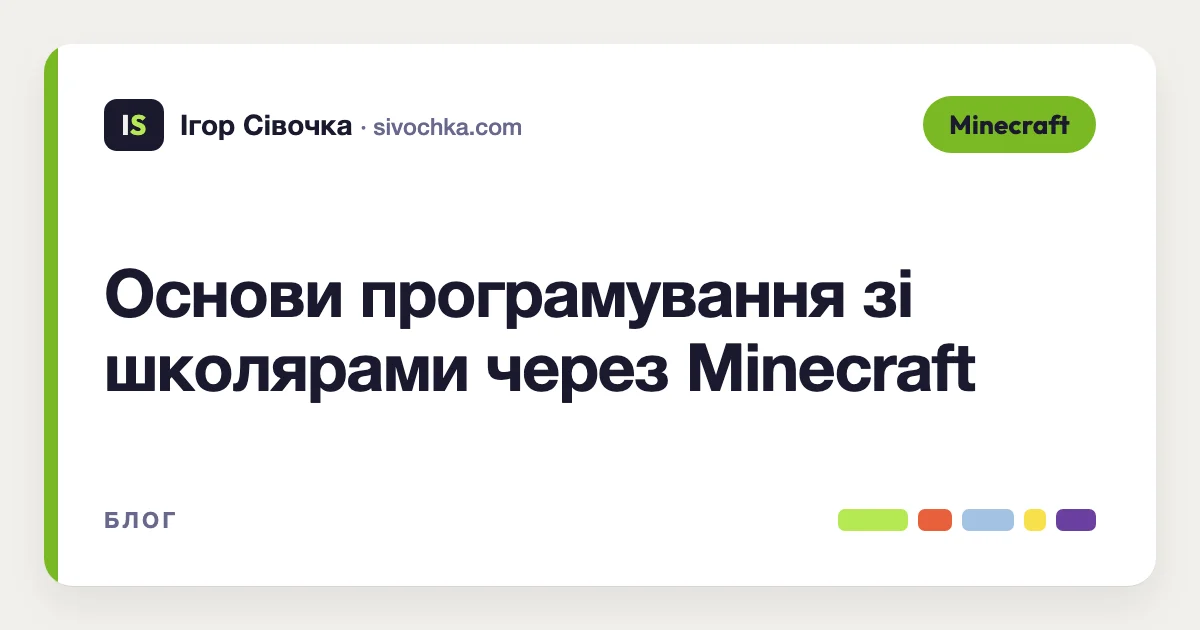 IS Ігор Сівочка · sivochka.com
Minecraft
Основи програмування зі
школярами через Minecraft
БЛОГ